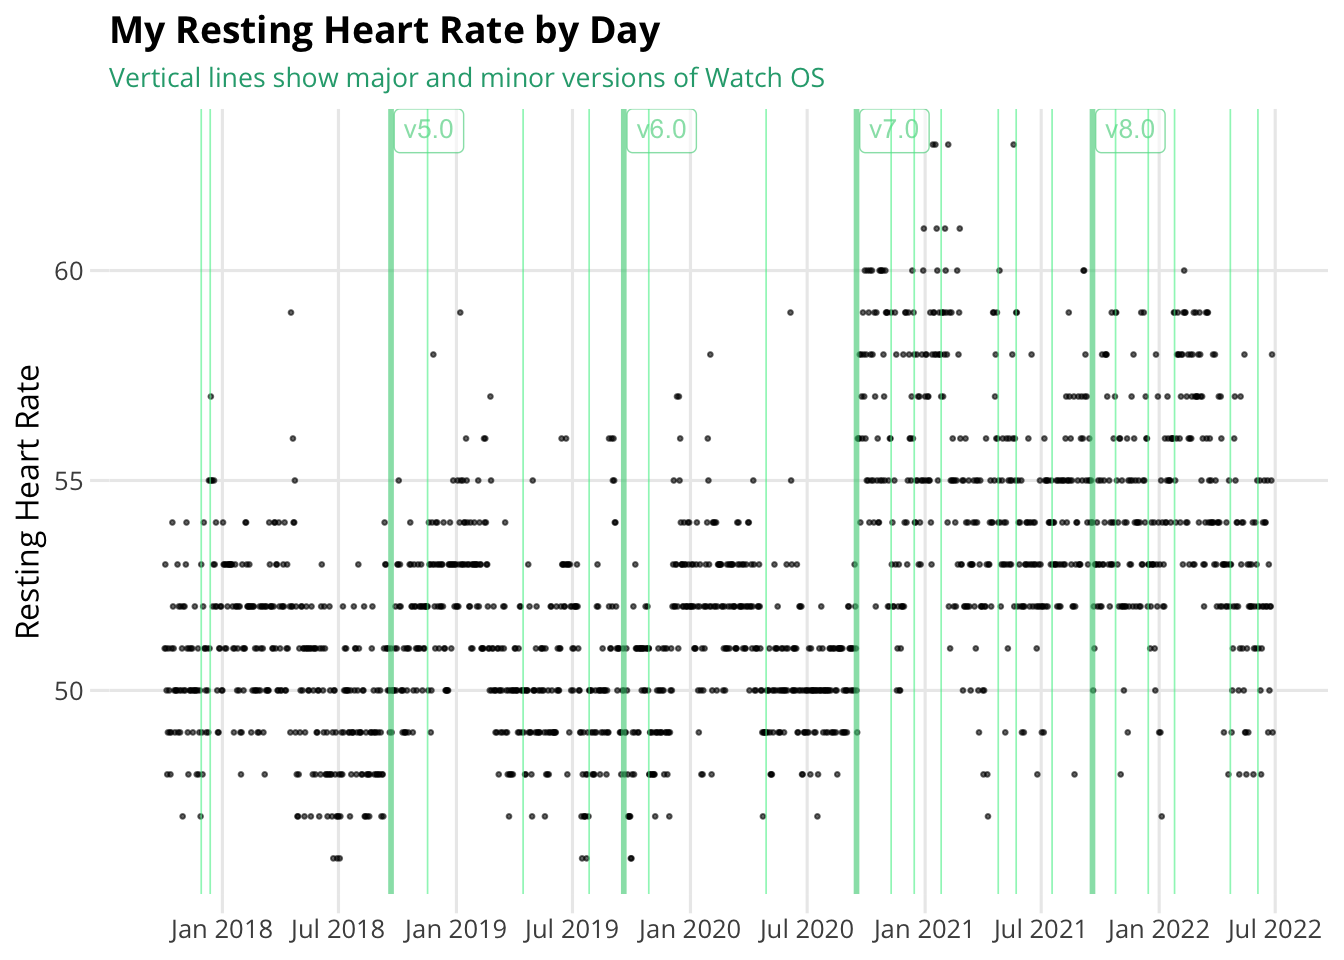 My Resting Heart Rate by Day
Vertical lines show major and minor versions of Watch OS
v5.0 v6.0 v7.0 v8.0
60
55
50
Resting Heart Rate
Jan 2018 Jul 2018 Jan 2019 Jul 2019 Jan 2020 Jul 2020 Jan 2021 Jul 2021 Jan 2022 Jul 2022